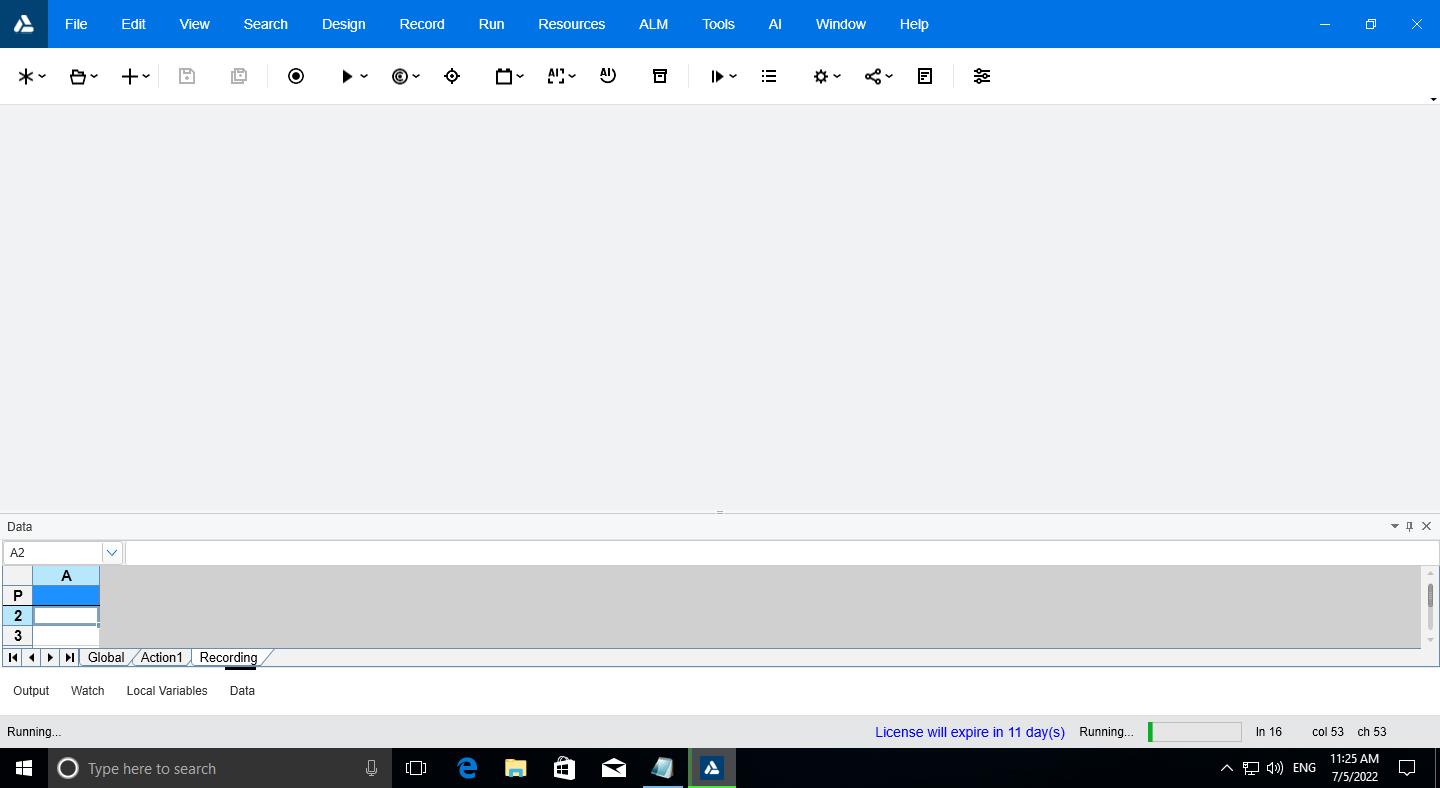 File Edit View Search Design Record Run Resources ALM Tools AI Window Help
AI AI
Data
A2
A
P
2
3
Global Action1 Recording
Output Watch Local Variables Data
Running... License will expire in 11 day(s) Running... ln 16 col 53 ch 53
Type here to search ENG 11:25 AM
7/5/2022